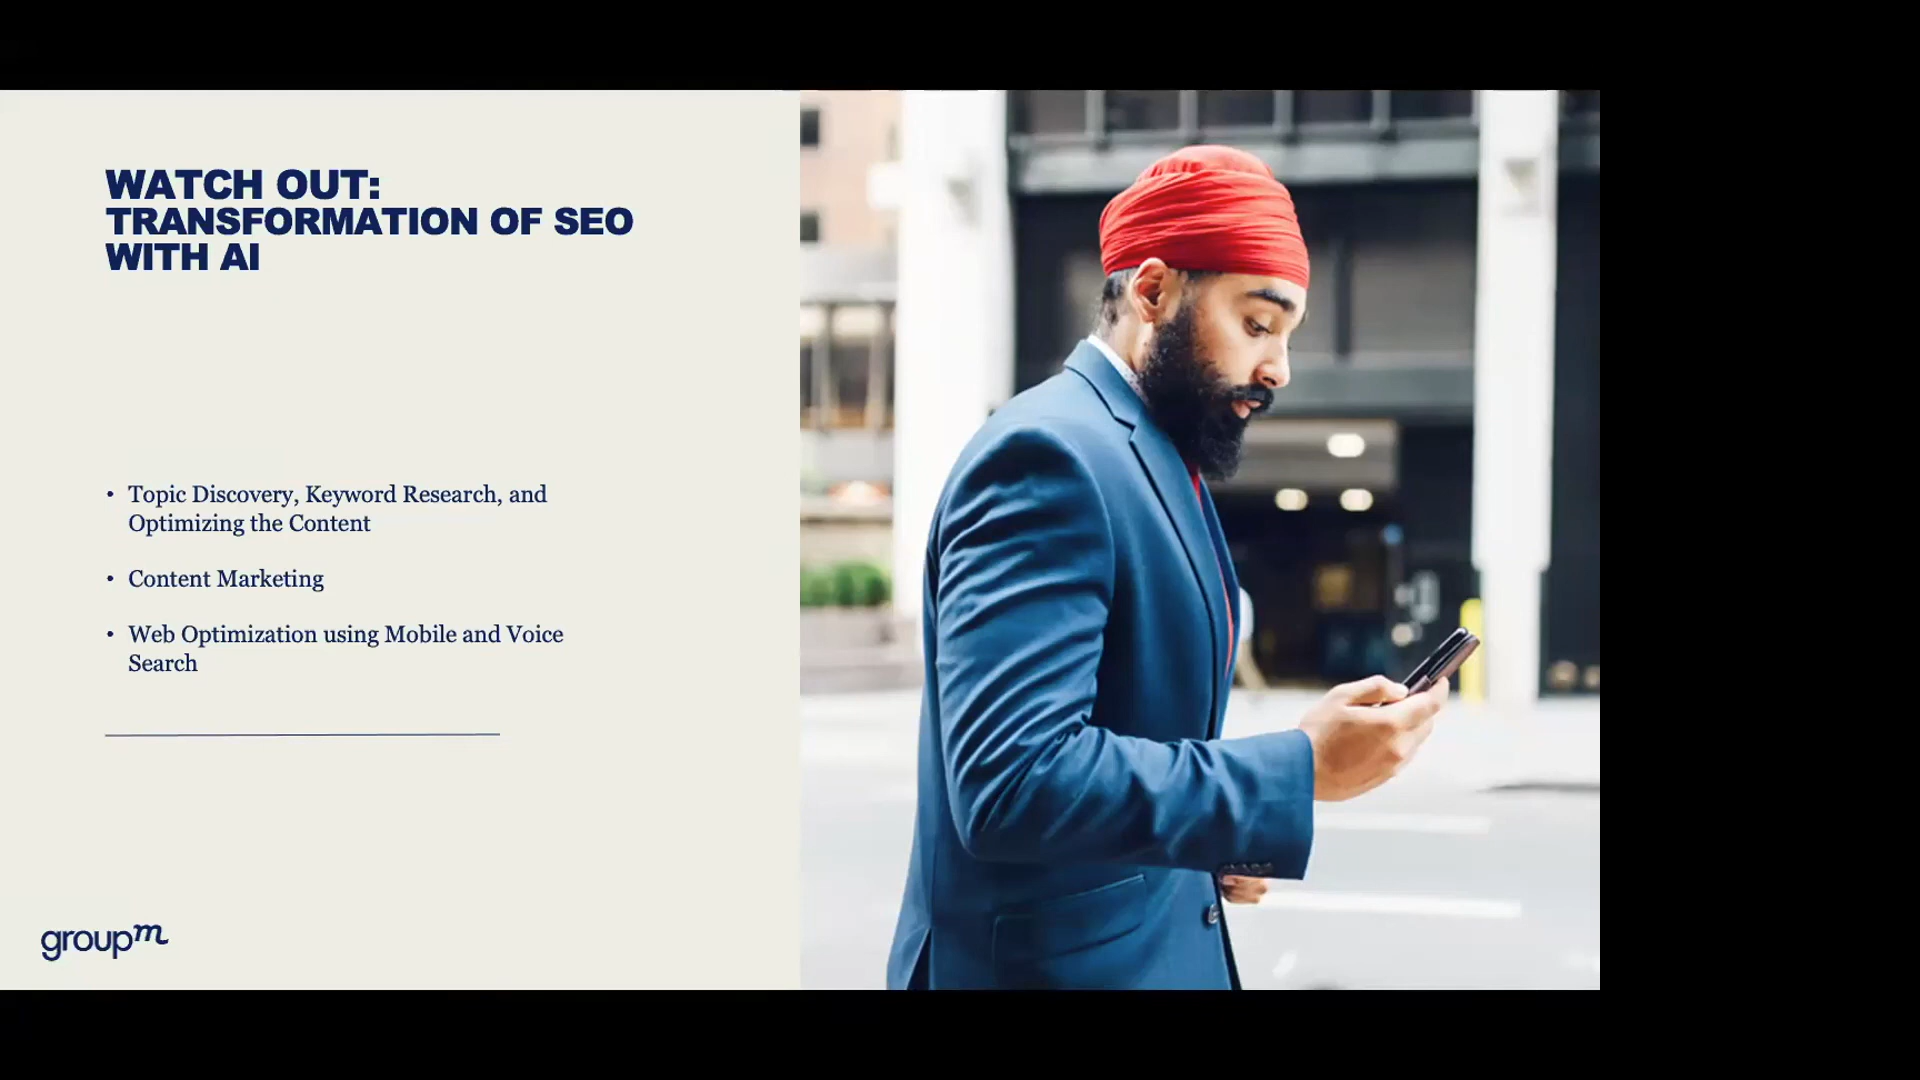 WATCH OUT:
TRANSFORMATION OF SEO
WITH AI
• Topic Discovery, Keyword Research, and
Optimizing the Content
• Content Marketing
• Web Optimization using Mobile and Voice
Search
groupm